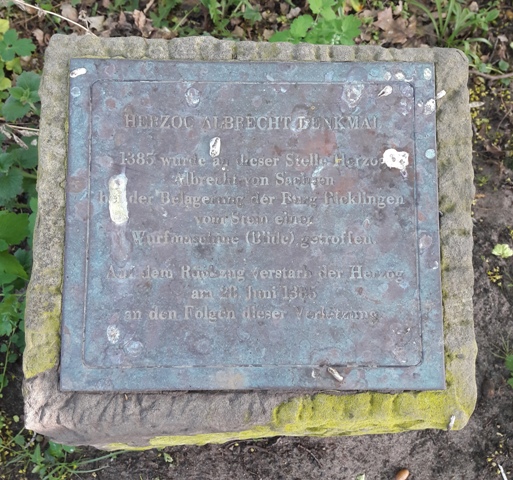 HERZOG ALBRECHT DENKMAL
1385 wurde an dieser Stelle Herzog
Albrecht von Sachsen
bei der Belagerung der Burg Ricklingen
vom Stein einer
Wurfmaschine (Blide) getroffen
Auf dem Rückzug verstarb der Herzog
am 28. Juni 1385
an den Folgen dieser Verletzung